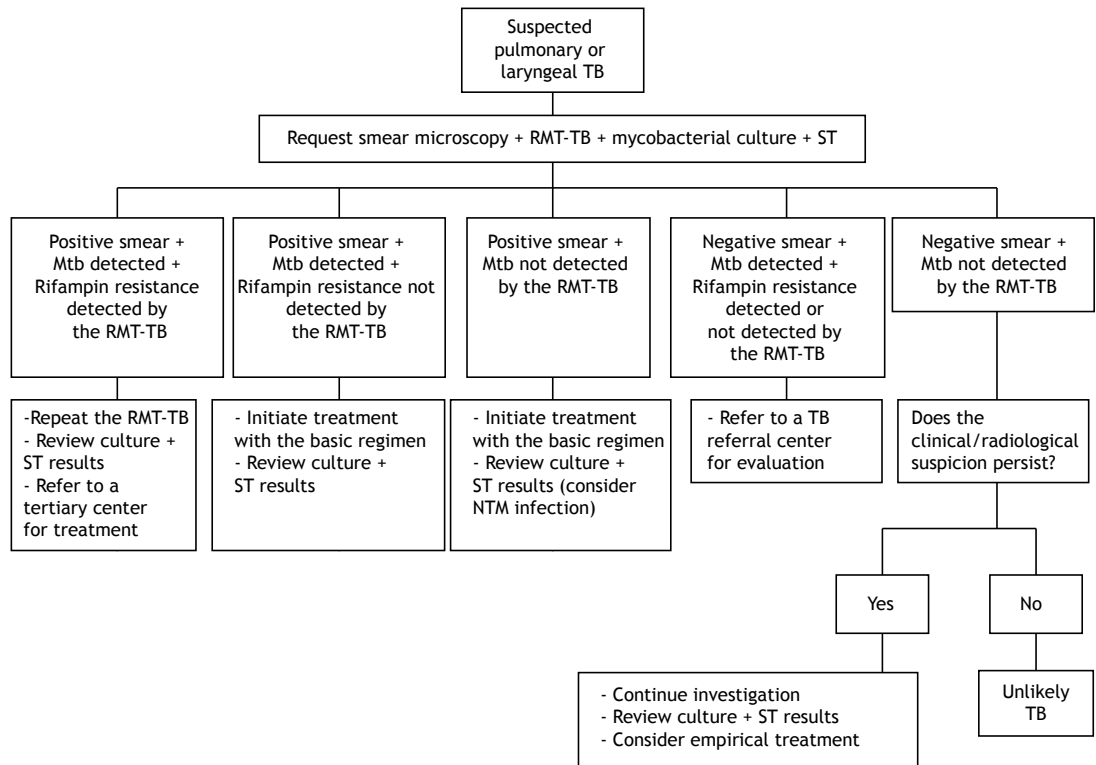 Suspected
pulmonary or
laryngeal TB
Request smear microscopy + RMT-TB + mycobacterial culture + ST
Positive smear +
Mtb detected +
Rifampin resistance
detected by
the RMT-TB
Positive smear +
Mtb detected +
Rifampin resistance not
detected by
the RMT-TB
Positive smear +
Mtb not detected
by the RMT-TB
Negative smear +
Mtb detected +
Rifampin resistance
detected or
not detected by
the RMT-TB
Negative smear +
Mtb not detected
by the RMT-TB
-Repeat the RMT-TB
- Review culture +
ST results
- Refer to a
tertiary center
for treatment
- Initiate treatment
with the basic regimen
- Review culture +
ST results
- Initiate treatment
with the basic regimen
- Review culture +
ST results (consider
NTM infection)
- Refer to a TB
referral center
for evaluation
Does the
clinical/radiological
suspicion persist?
Yes
No
- Continue investigation
- Review culture + ST results
- Consider empirical treatment
Unlikely
TB